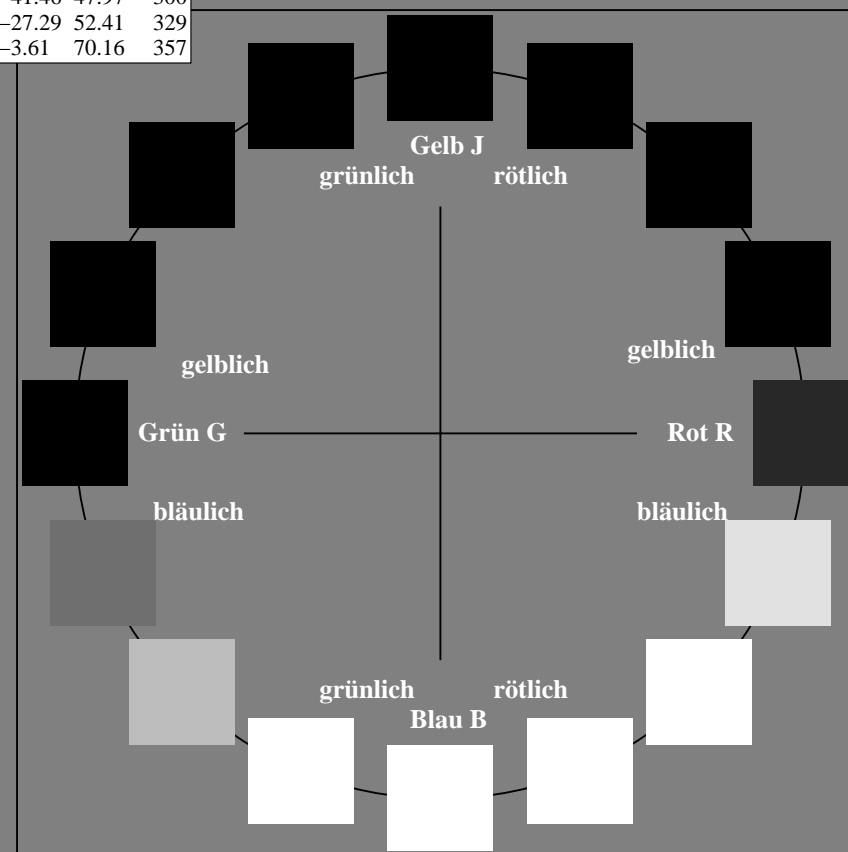 −27.29 52.41 329
−3.61 70.16 357
Gelb J
grünlich rötlich
gelblich gelblich
Grün G Rot R
bläulich bläulich
grünlich rötlich
Blau B